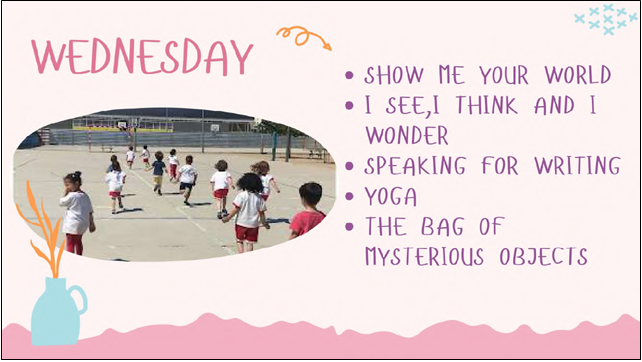 WEDNESDAY
• SHOW ME YOUR WORLD
• I SEE,I THINK AND I
WONDER
• SPEAKING FOR WRITING
• YOGA
• THE BAG OF
MYSTERIOUS OBJECTS